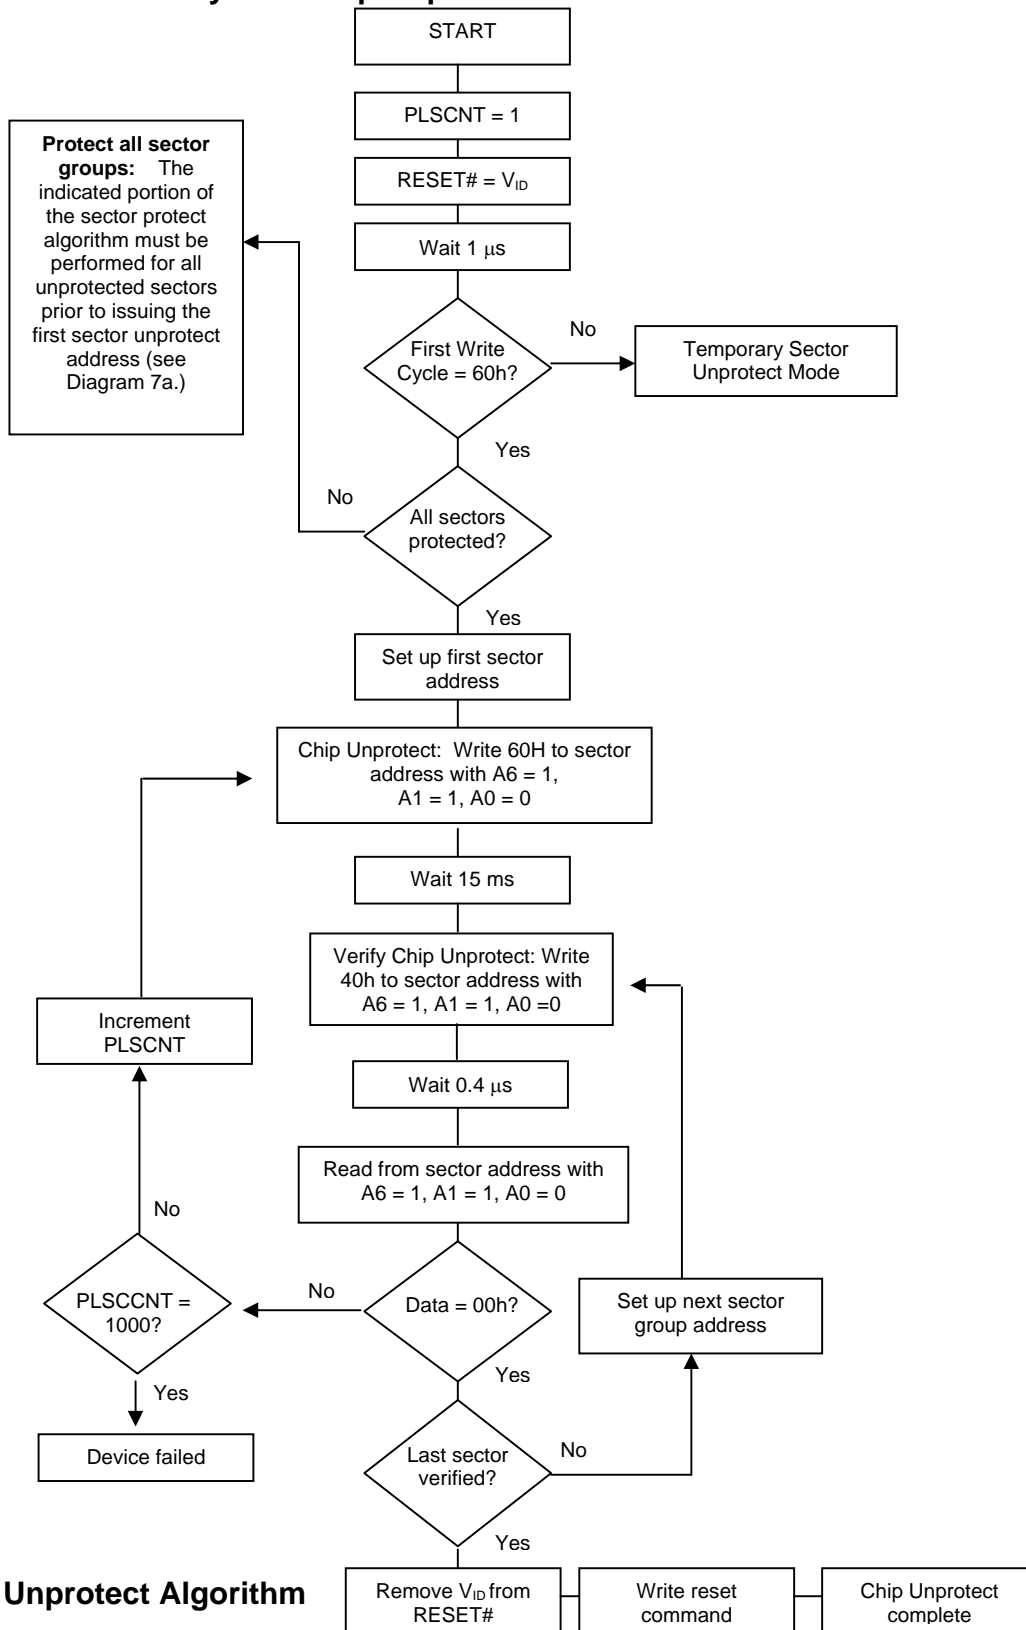 START
PLSCNT = 1
RESET# = VID
Wait 1 μs
Protect all sector
groups: The
indicated portion of
the sector protect
algorithm must be
performed for all
unprotected sectors
prior to issuing the
first sector unprotect
address (see
Diagram 7a.)
First Write
Cycle = 60h?
No
Temporary Sector
Unprotect Mode
Yes
No
All sectors
protected?
Yes
Set up first sector
address
Chip Unprotect: Write 60H to sector
address with A6 = 1,
A1 = 1, A0 = 0
Wait 15 ms
Verify Chip Unprotect: Write
40h to sector address with
A6 = 1, A1 = 1, A0 =0
Increment
PLSCNT
Wait 0.4 μs
Read from sector address with
A6 = 1, A1 = 1, A0 = 0
No
PLSCCNT =
1000?
No
Data = 00h?
Set up next sector
group address
Yes
Yes
Device failed
Last sector
verified?
No
Yes
Unprotect Algorithm
Remove VID from
RESET#
Write reset
command
Chip Unprotect
complete